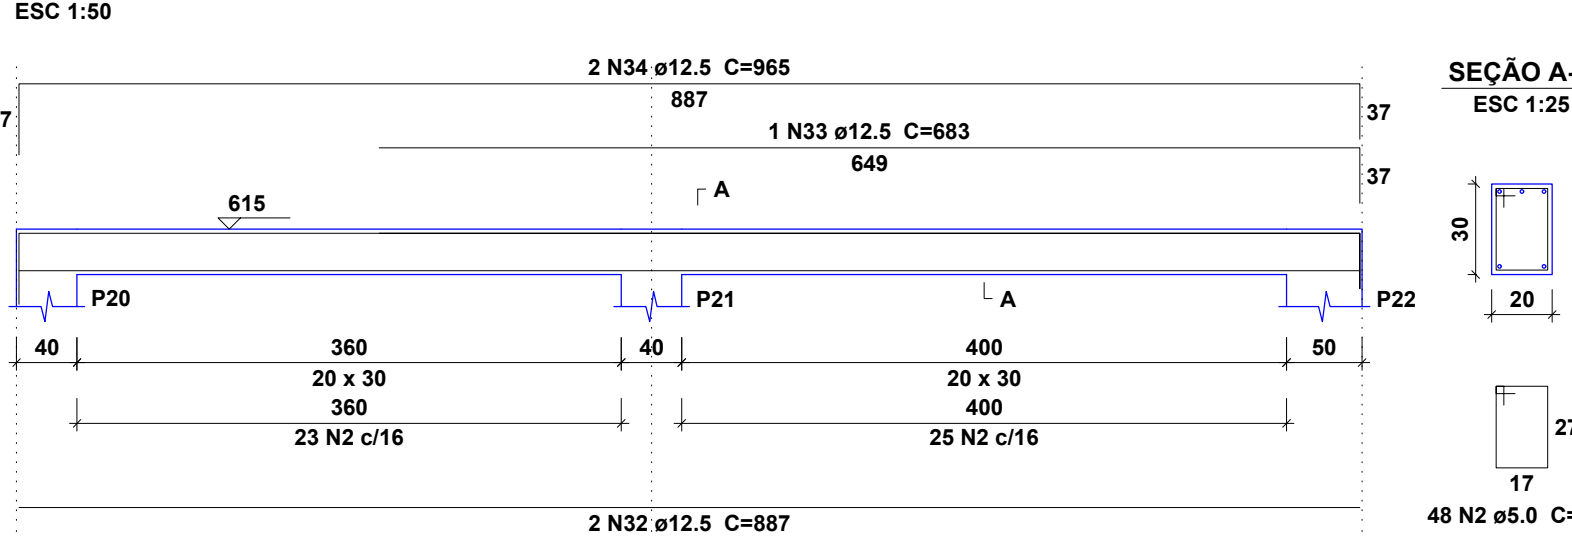 ESC 1:50
2 N34 ø12.5 C=965
887
7
37
1 N33 ø12.5 C=683
649
37
A
615
P20
P21
A
P22
40
360
40
400
50
20 x 30
20 x 30
360
400
23 N2 c/16
25 N2 c/16
2 N32 ø12.5 C=887
SEÇÃO A-
ESC 1:25
30
20
27
17
48 N2 ø5.0 C=